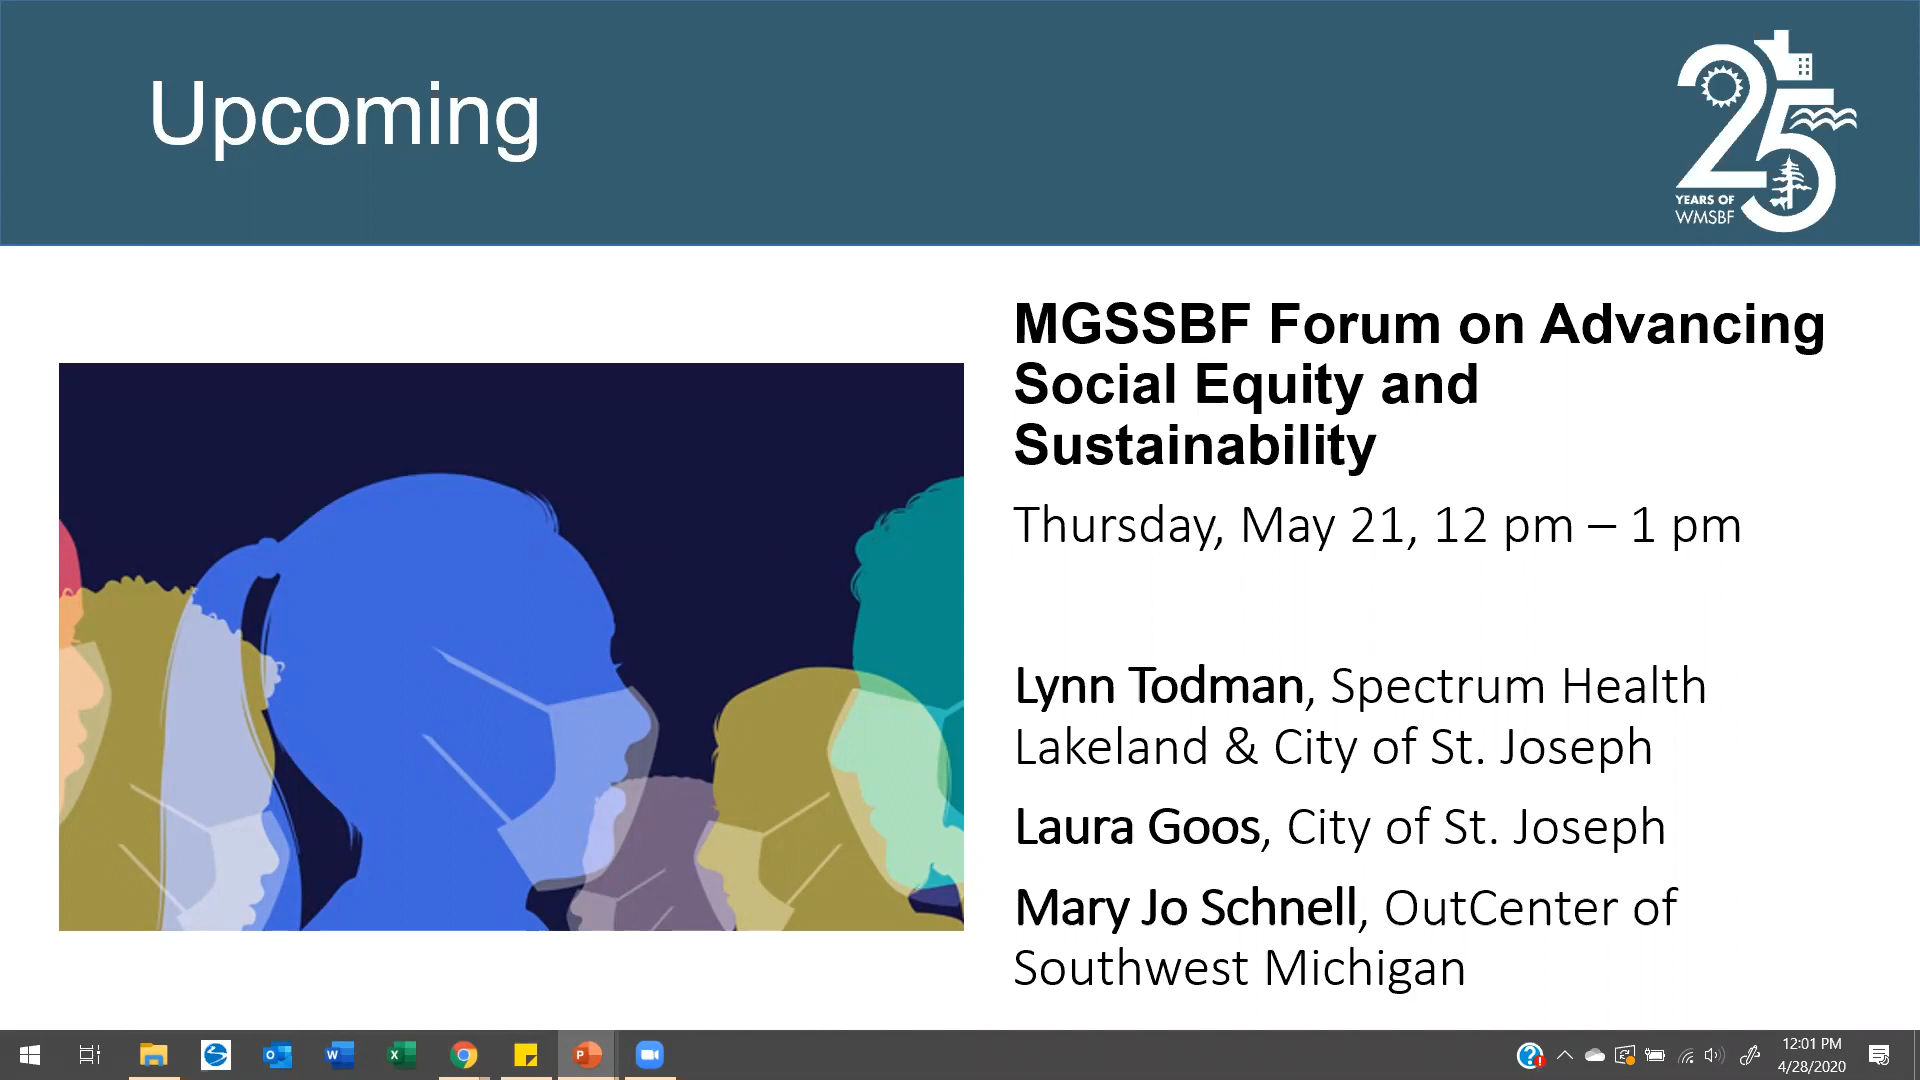 Upcoming
25
YEARS OF
WMSBF
MGSSBF Forum on Advancing
Social Equity and
Sustainability
Thursday, May 21, 12 pm – 1 pm
Lynn Todman, Spectrum Health
Lakeland & City of St. Joseph
Laura Goos, City of St. Joseph
Mary Jo Schnell, OutCenter of
Southwest Michigan
12:01 PM
4/28/2020